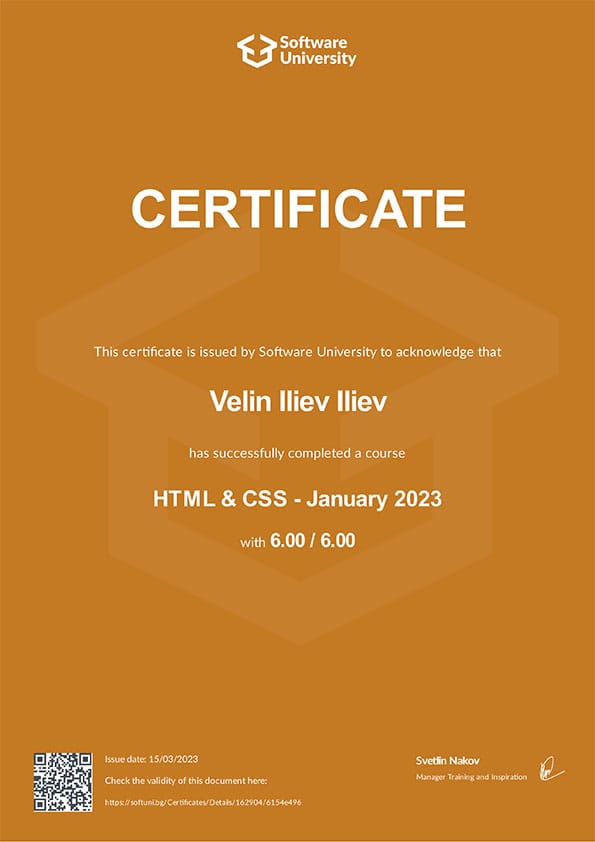 Software
University
CERTIFICATE
This certificate is issued by Software University to acknowledge that
Velin Iliev Iliev
has successfully completed a course
HTML & CSS - January 2023
with 6.00 / 6.00
Issue date: 15/03/2023
Check the validity of this document here:
https://softuni.bg/Certificates/Details/162904/6154e496
Svetlin Nakov
Manager Training and Inspiration